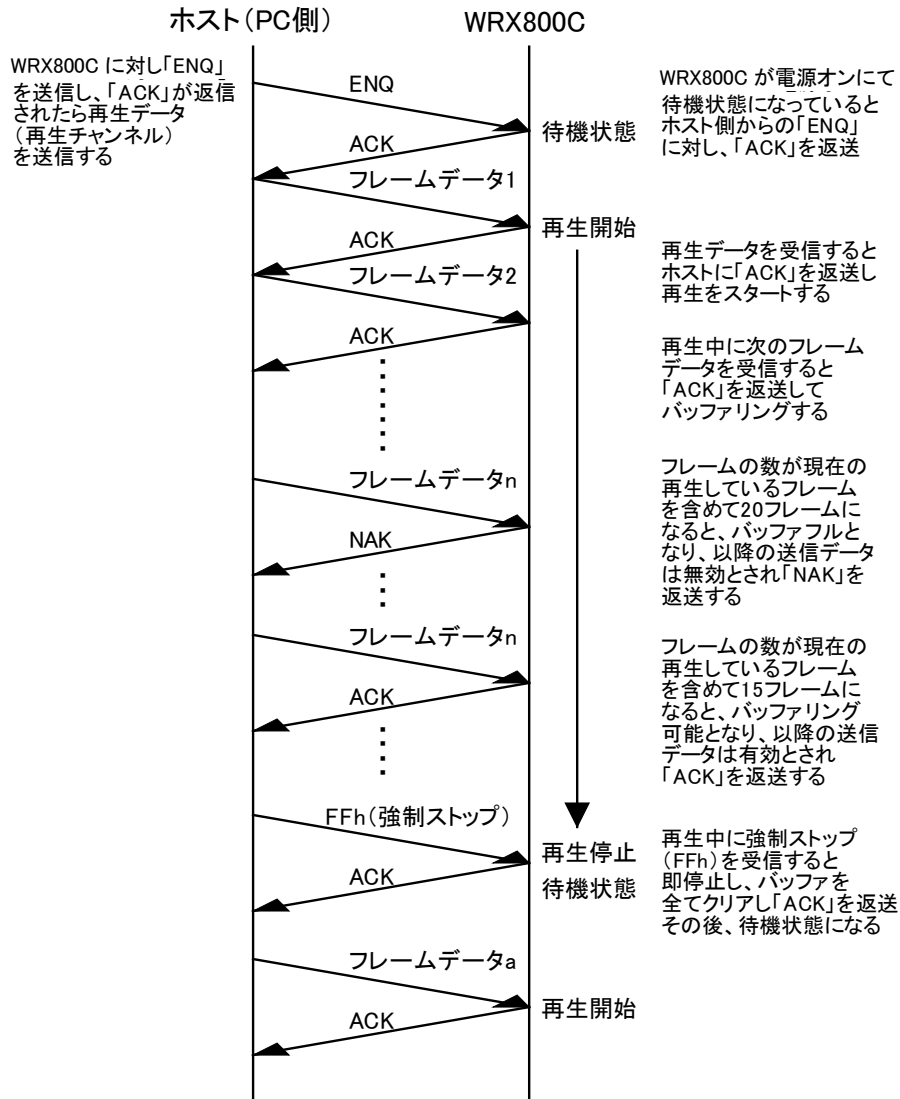 ホスト（PC側）
WRX800C
WRX800C に対し「ENQ」
を送信し、「ACK」が返信
されたら再生データ
（再生チャンネル）
を送信する
ENQ
待機状態
WRX800C が電源オンにて
待機状態になっていると
ホスト側からの「ENQ」
に対し、「ACK」を返送
ACK
フレームデータ1
再生開始
ACK
フレームデータ2
再生データを受信すると
ホストに「ACK」を返送し
再生をスタートする
ACK
再生中に次のフレーム
データを受信すると
「ACK」を返送して
バッファリングする
フレームデータn
NAK
フレームの数が現在の
再生しているフレーム
を含めて20フレームに
なると、バッファフルと
なり、以降の送信データ
は無効とされ「NAK」を
返送する
フレームデータn
ACK
フレームの数が現在の
再生しているフレーム
を含めて15フレームに
なると、バッファリング
可能となり、以降の送信
データは有効とされ
「ACK」を返送する
FFh（強制ストップ）
再生停止
ACK
待機状態
再生中に強制ストップ
（FFh）を受信すると
即停止し、バッファを
全てクリアし「ACK」を返送
その後、待機状態になる
フレームデータa
再生開始
ACK